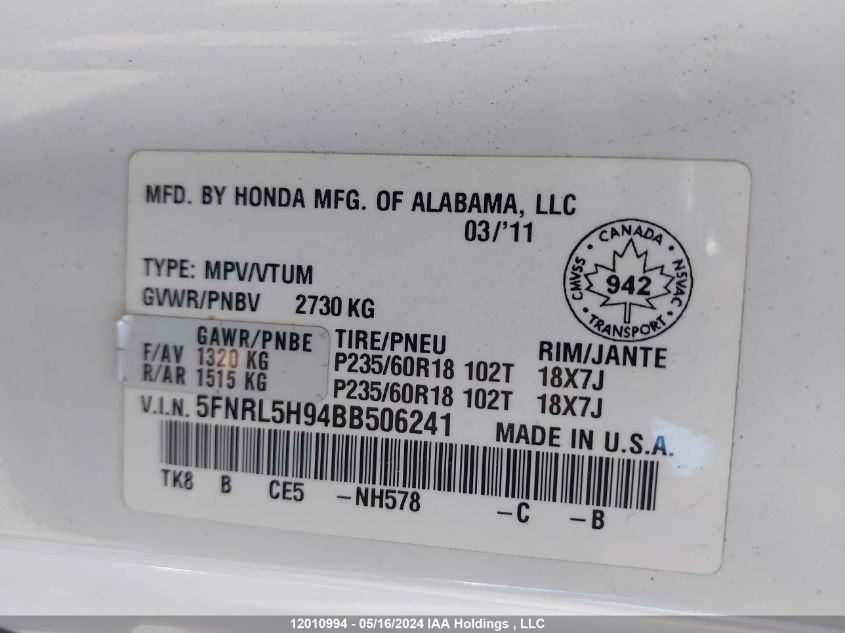 MFD. BY HONDA MFG. OF ALABAMA, LLC
03/'11
TYPE: MPV/VTUM
GVWR/PNBV 2730 KG
CANADA
CMVSS 942 NSVAC
TRANSPORT
GAWR/PNBE TIRE/PNEU RIM/JANTE
F/AV 1320 KG P235/60R18 102T 18X7J
R/AR 1515 KG P235/60R18 102T 18X7J
V.I.N. 5FNRL5H94BB506241 MADE IN U.S.A.
TK8 B CE5 -NH578 -C -B
12010994 - 05/16/2024 IAA Holdings , LLC